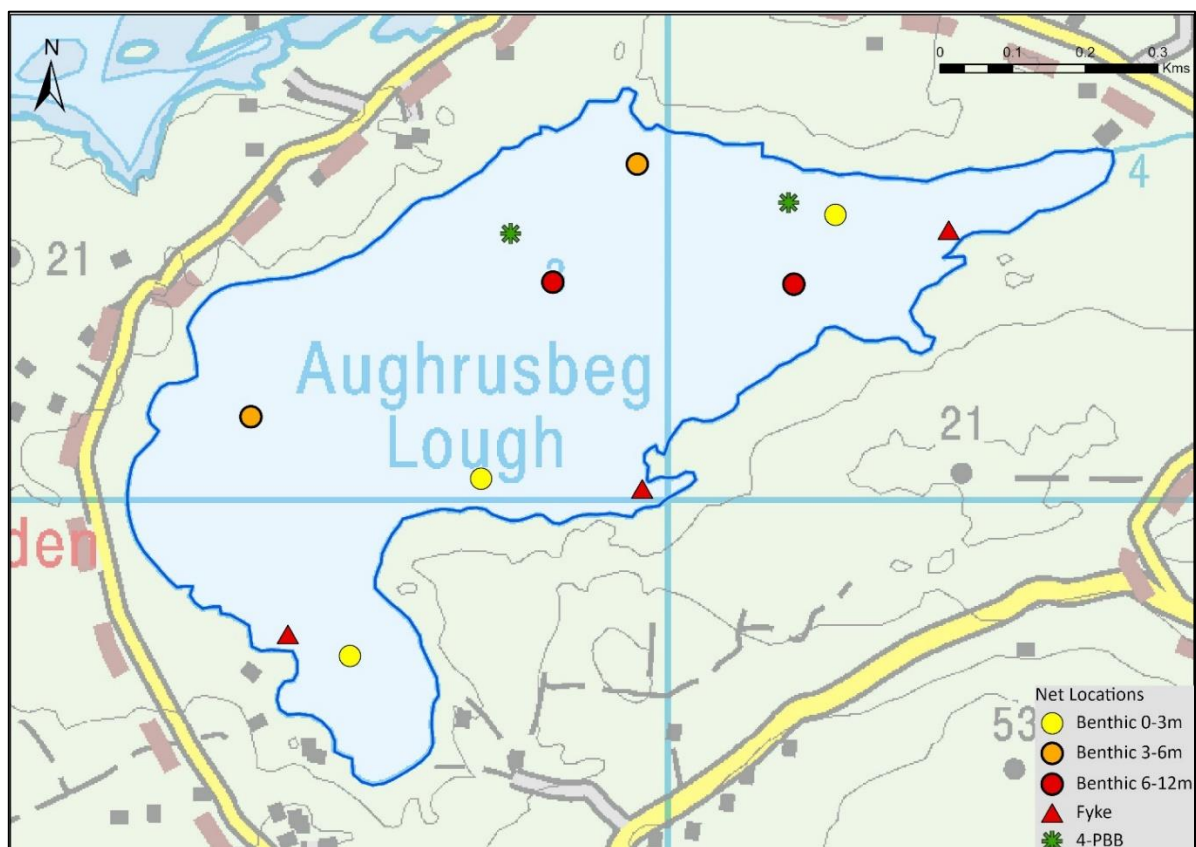 N
0 0.1 0.2 0.3
Kms
4
21
Aughrusbeg
Lough
21
den
53
Net Locations
Benthic 0-3m
Benthic 3-6m
Benthic 6-12m
Fyke
4-PBB